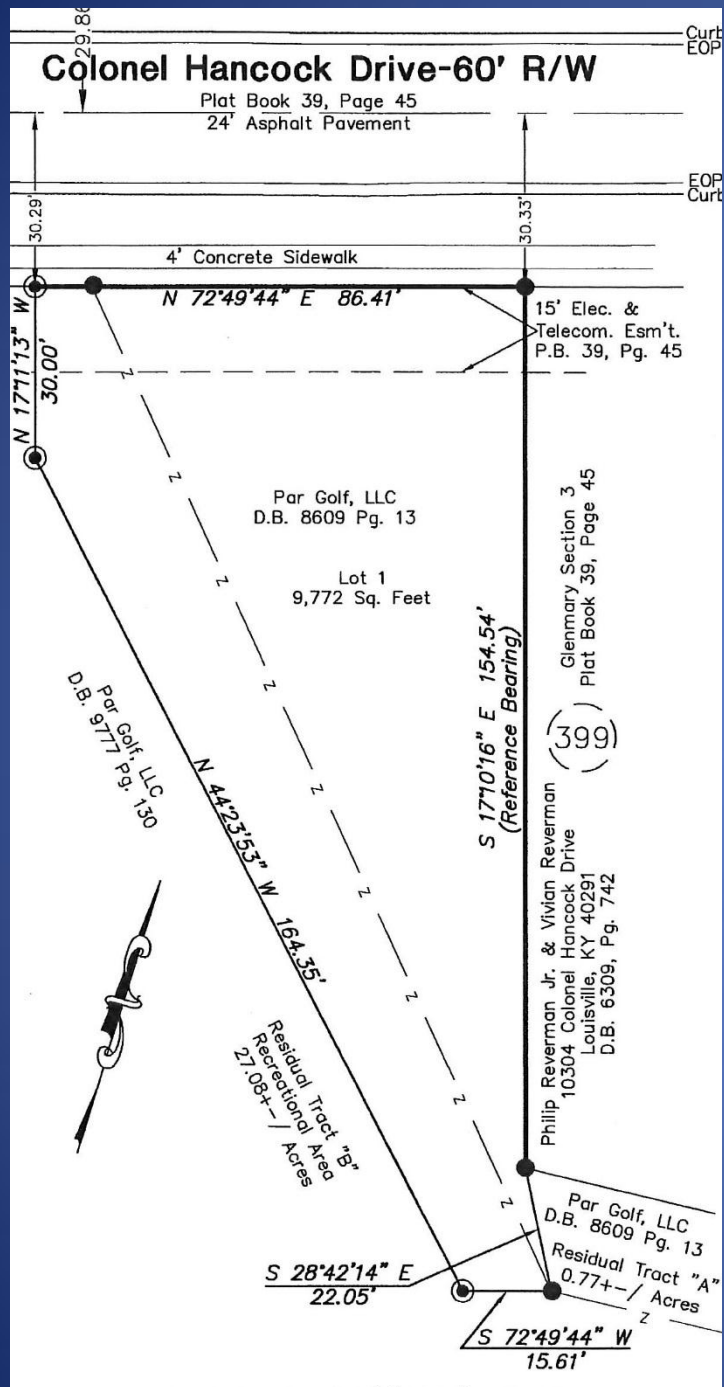 Curb
EOP
29.86
Colonel Hancock Drive-60' R/W
Plat Book 39, Page 45
24' Asphalt Pavement
EOP
Curb
30.29'
30.33'
4' Concrete Sidewalk
N 72°49'44" E 86.41'
N 17°11'13" W
30.00'
15' Elec. &
Telecom. Esm't.
P.B. 39, Pg. 45
Z
Par Golf, LLC
D.B. 8609 Pg. 13
Lot 1
9,772 Sq. Feet
Z
Z
Z
Z
Z
Z
Z
S 17°10'16" E 154.54'
(Reference Bearing)
Glenmary Section 3
Plat Book 39, Page 45
399
Philip Reverman Jr. & Vivian Reverman
10304 Colonel Hancock Drive
Louisville, KY 40291
D.B. 6309, Pg. 742
Par Golf, LLC
D.B. 9777 Pg. 130
N 44°23'53" W 164.35'
Residual Tract "B"
Recreational Area
27.08+-/ Acres
Par Golf, LLC
D.B. 8609 Pg. 13
Residual Tract "A"
0.77+-/ Acres
Z
S 28°42'14" E
22.05'
S 72°49'44" W
15.61'